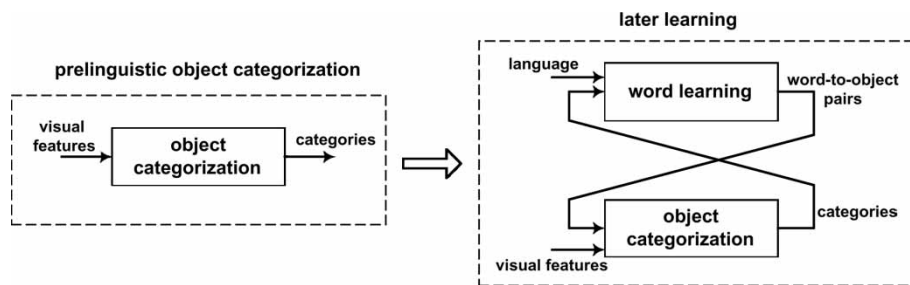 prelinguistic object categorization
visual
features
object
categorization
categories
later learning
language
word learning
word-to-object
pairs
object
categorization
categories
visual features